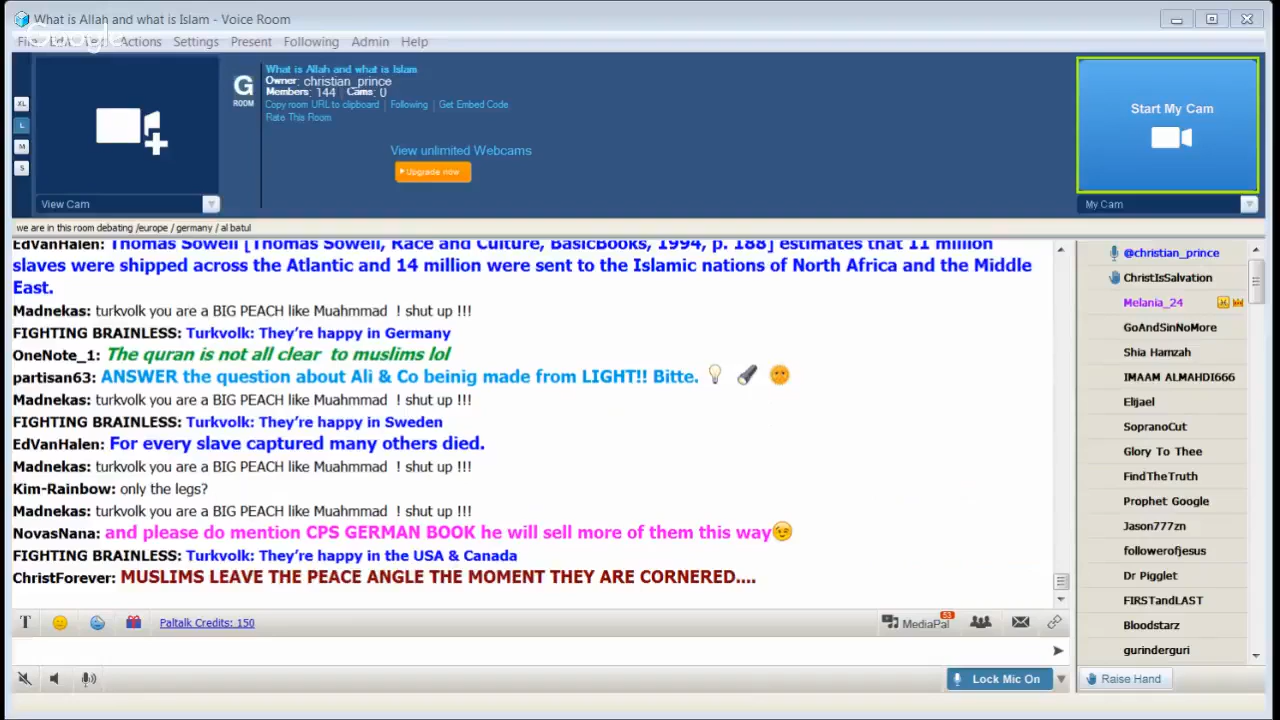 What is Allah and what is Islam - Voice Room
Google
Actions Settings Present Following Admin Help
What is Allah and what is Islam
Owner: christian_prince
Members: 144 Cams: 0
Copy room URL to clipboard | Following | Get Embed Code
Rate This Room
G
ROOM
XL
L
M
S
View unlimited Webcams
Upgrade now
Start My Cam
View Cam
My Cam
we are in this room debating /europe / germany / al batul
EdVanHalen: Thomas Sowell [Thomas Sowell, Race and Culture, BasicBooks, 1994, p. 188] estimates that 11 million
slaves were shipped across the Atlantic and 14 million were sent to the Islamic nations of North Africa and the Middle
East.
Madnekas: turkvolk you are a BIG PEACH like Muahmmad ! shut up !!!
FIGHTING BRAINLESS: Turkvolk: They're happy in Germany
OneNote_1: The quran is not all clear to muslims lol
partisan63: ANSWER the question about Ali & Co beinig made from LIGHT!! Bitte.
Madnekas: turkvolk you are a BIG PEACH like Muahmmad ! shut up !!!
FIGHTING BRAINLESS: Turkvolk: They're happy in Sweden
EdVanHalen: For every slave captured many others died.
Madnekas: turkvolk you are a BIG PEACH like Muahmmad ! shut up !!!
Kim-Rainbow: only the legs?
Madnekas: turkvolk you are a BIG PEACH like Muahmmad ! shut up !!!
NovasNana: and please do mention CPS GERMAN BOOK he will sell more of them this way
FIGHTING BRAINLESS: Turkvolk: They're happy in the USA & Canada
ChristForever: MUSLIMS LEAVE THE PEACE ANGLE THE MOMENT THEY ARE CORNERED....
@christian_prince
ChristIsSalvation
Melania_24
GoAndSinNoMore
Shia Hamzah
IMAAM ALMAHDI666
Elijael
SopranoCut
Glory To Thee
FindTheTruth
Prophet Google
Jason777zn
followerofjesus
Dr Pigglet
FIRSTandLAST
Bloodstarz
gurinderguri
T
Paltalk Credits: 150
MediaPal
53
Lock Mic On
Raise Hand